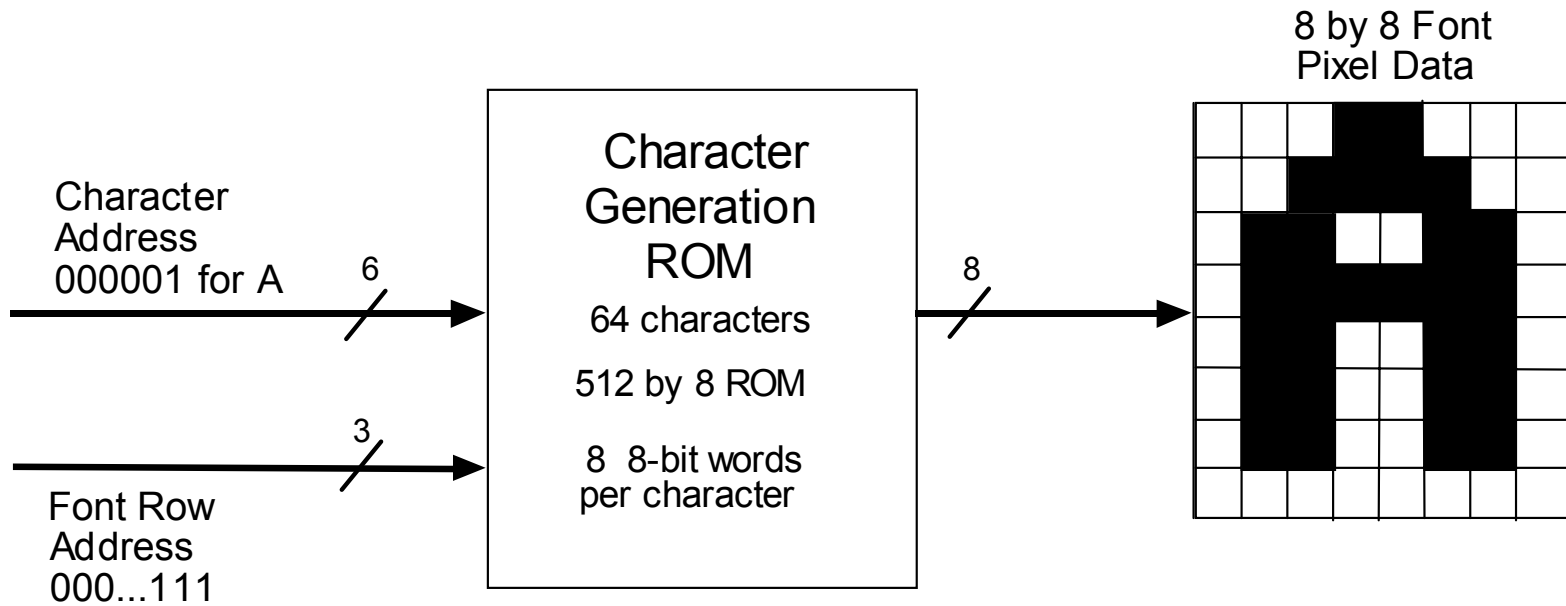 8 by 8 Font
Pixel Data
Character
Address
000001 for A
6
Character
Generation
ROM
64 characters
512 by 8 ROM
8 8-bit words
per character
8
3
Font Row
Address
000...111